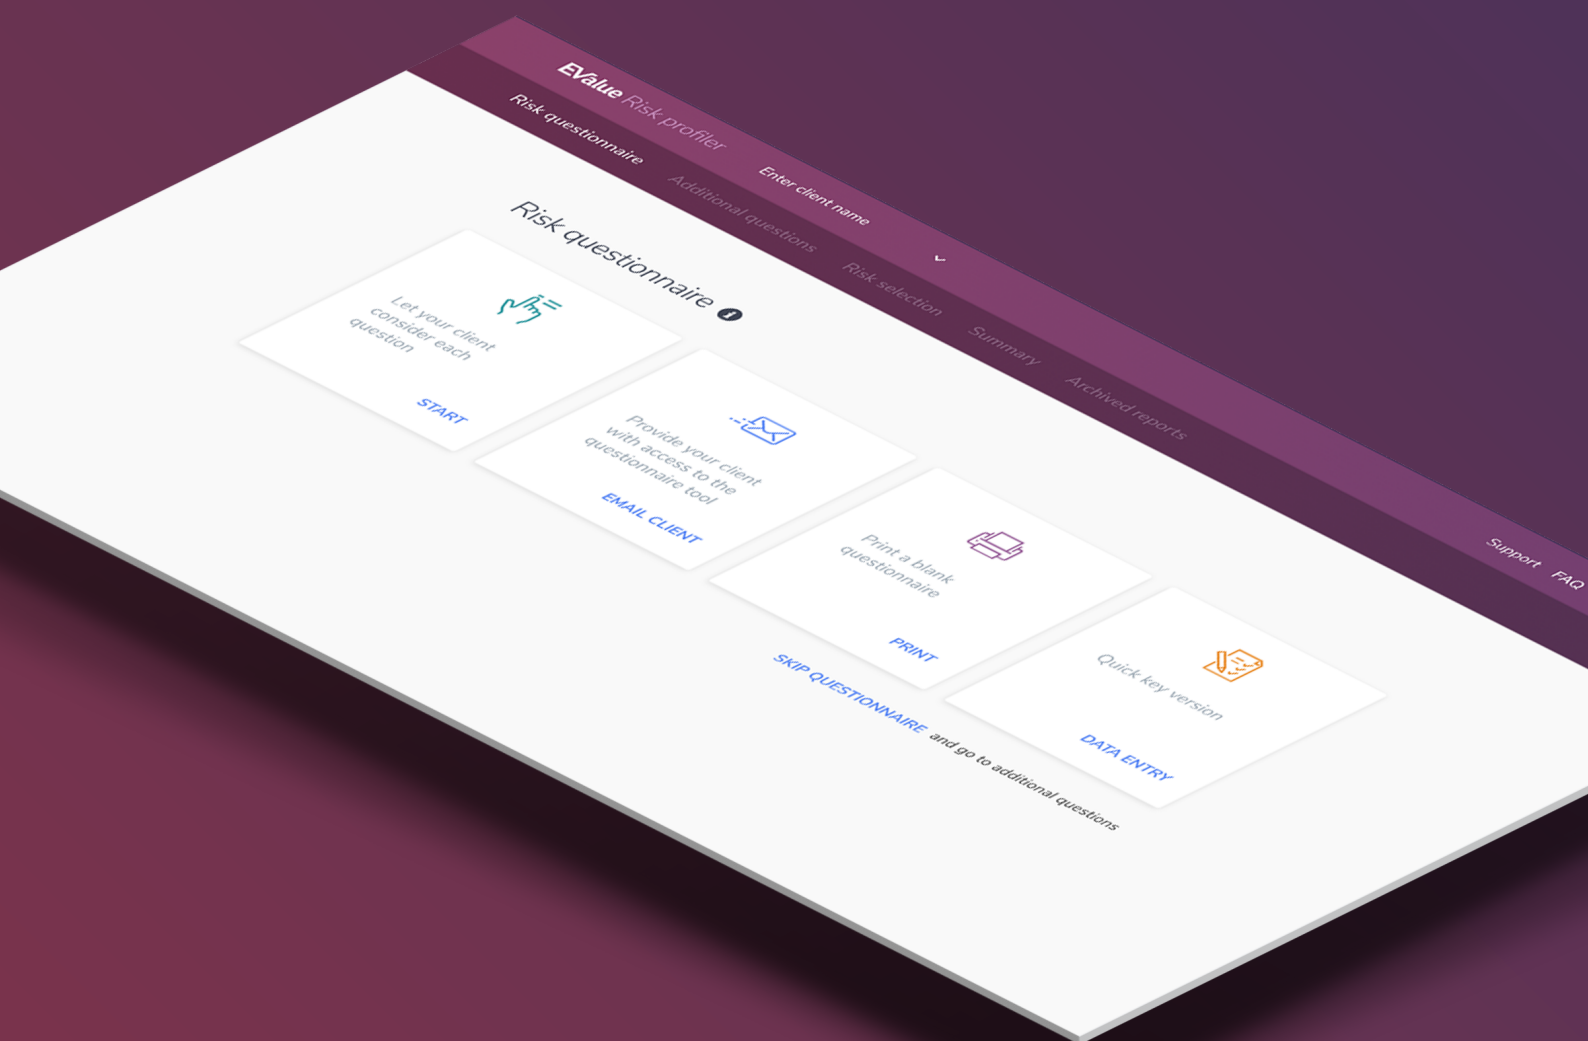 EValue Risk profiler
Enter client name
Support FAQ
Risk questionnaire
Additional questions
Risk selection
Summary
Archived reports
Risk questionnaire i
Let your client
consider each
question
START
Provide your client
with access to the
questionnaire tool
EMAIL CLIENT
Print a blank
questionnaire
PRINT
Quick key version
DATA ENTRY
SKIP QUESTIONNAIRE and go to additional questions